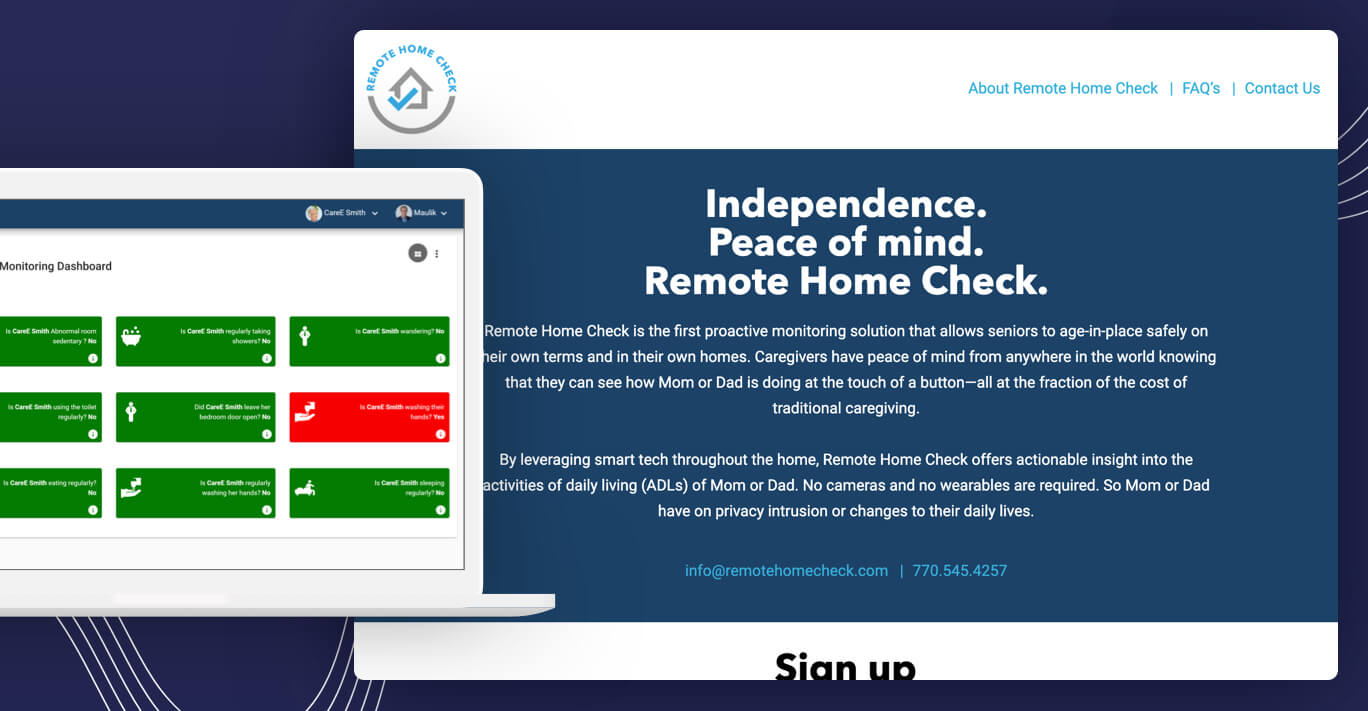 REMOTE HOME CHECK
About Remote Home Check | FAQ's | Contact Us
Independence.
Peace of mind.
Remote Home Check.
Remote Home Check is the first proactive monitoring solution that allows seniors to age-in-place safely on
heir own terms and in their own homes. Caregivers have peace of mind from anywhere in the world knowing
that they can see how Mom or Dad is doing at the touch of a button—all at the fraction of the cost of
traditional caregiving.
By leveraging smart tech throughout the home, Remote Home Check offers actionable insight into the
activities of daily living (ADLs) of Mom or Dad. No cameras and no wearables are required. So Mom or Dad
have on privacy intrusion or changes to their daily lives.
info@remotehomecheck.com | 770.545.4257
Sign up
CareE Smith
Maulik
Monitoring Dashboard
Is CareE Smith Abnormal room
sedentary ? No
Is CareE Smith regularly taking
showers? No
Is CareE Smith wandering? No
Is CareE Smith using the toilet
regularly? No
Did CareE Smith leave her
bedroom door open? No
Is CareE Smith washing their
hands? Yes
Is CareE Smith eating regularly?
No
Is CareE Smith regularly
washing her hands? No
Is CareE Smith sleeping
regularly? No